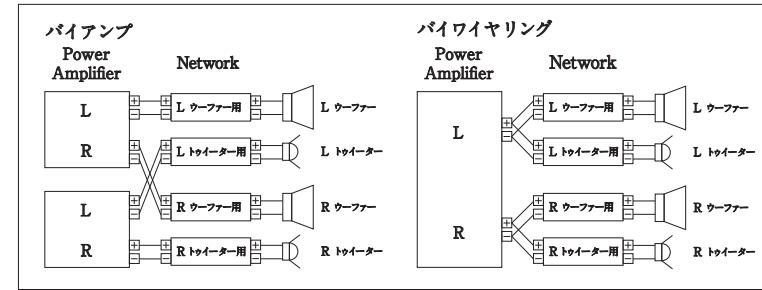 バイアンプ
Power
Amplifier
Network
L
R
L
R
+
−
+
−
+
−
+
−
+ L ウーファー用 +
− −
+ L トゥイーター用 +
− −
+ R ウーファー用 +
− −
+ R トゥイーター用 +
− −
L ウーファー
L トゥイーター
R ウーファー
R トゥイーター
バイワイヤリング
Power
Amplifier
Network
L
R
+
−
+
−
+ L ウーファー用 +
− −
+ L トゥイーター用 +
− −
+ R ウーファー用 +
− −
+ R トゥイーター用 +
− −
L ウーファー
L トゥイーター
R ウーファー
R トゥイーター